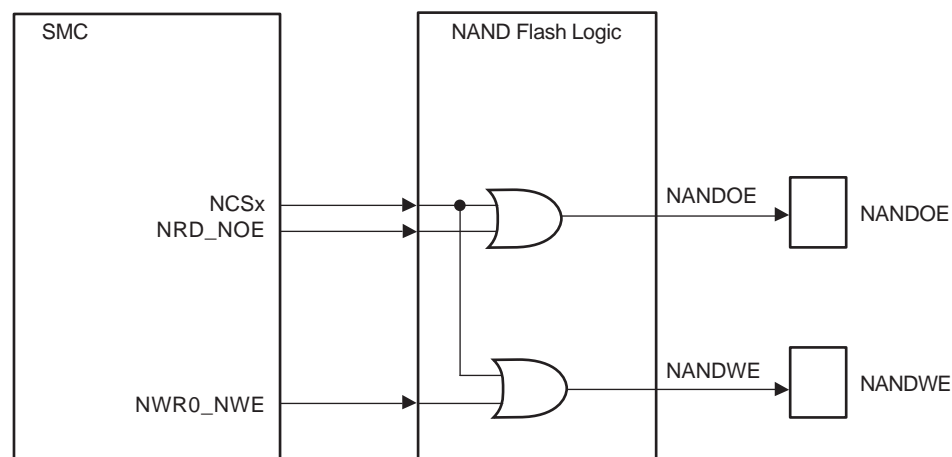 SMC
NAND Flash Logic
NCSx
NRD_NOE
NANDOE
NANDOE
NWR0_NWE
NANDWE
NANDWE